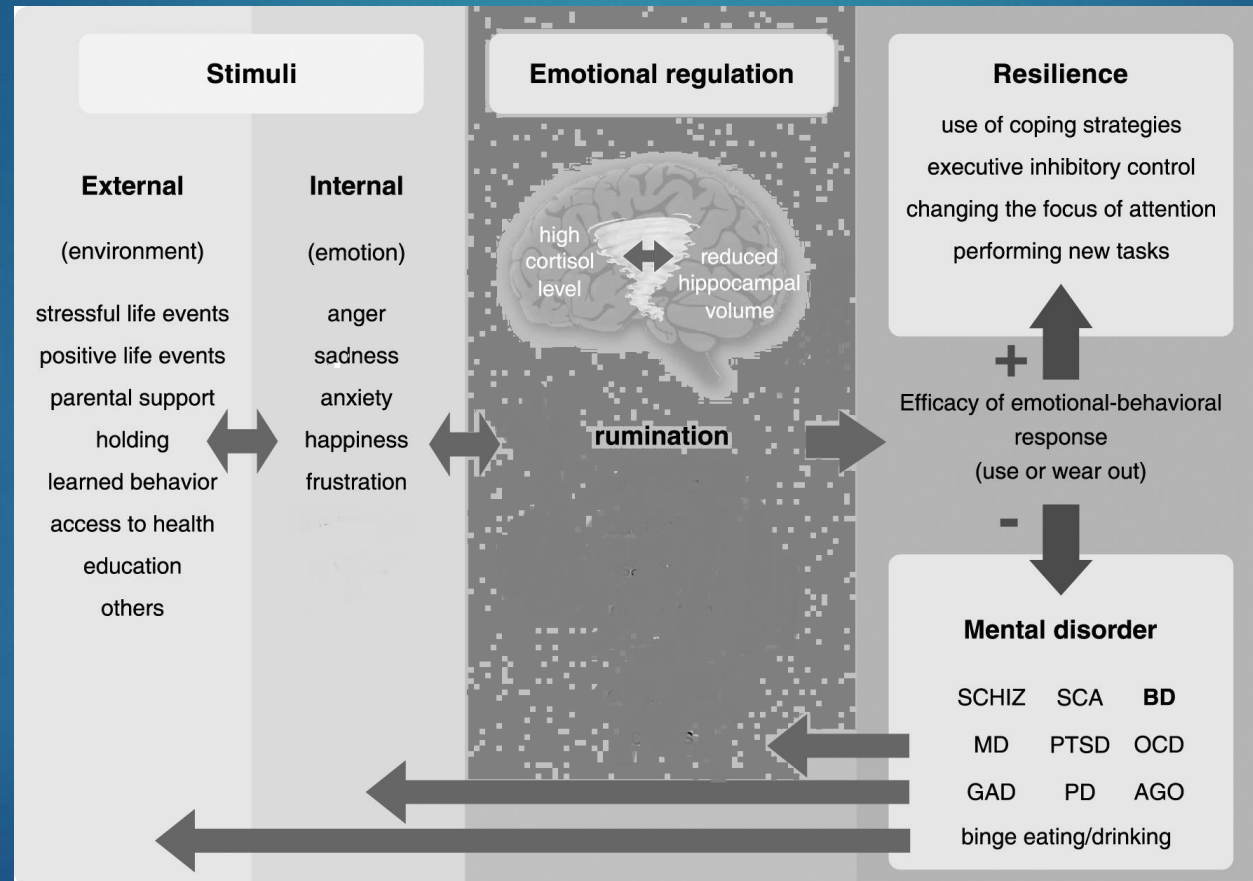 Stimuli
External
(environment)
stressful life events
positive life events
parental support
holding
learned behavior
access to health
education
others
Internal
(emotion)
anger
sadness
anxiety
happiness
frustration
Emotional regulation
high
cortisol
level
reduced
hippocampal
volume
rumination
Resilience
use of coping strategies
executive inhibitory control
changing the focus of attention
performing new tasks
+
Efficacy of emotional-behavioral
response
(use or wear out)
-
Mental disorder
SCHIZ SCA BD
MD PTSD OCD
GAD PD AGO
binge eating/drinking